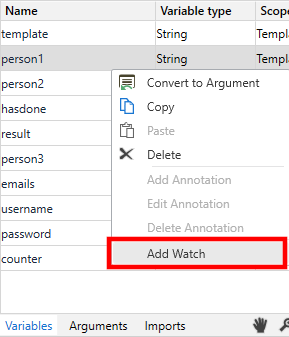 Name Variable type Scope
template String Templ
person1 String Templ
person2
hasdone
result
person3
emails
username
password
counter
Convert to Argument
Copy
Paste
Delete
Add Annotation
Edit Annotation
Delete Annotation
Add Watch
Variables Arguments Imports